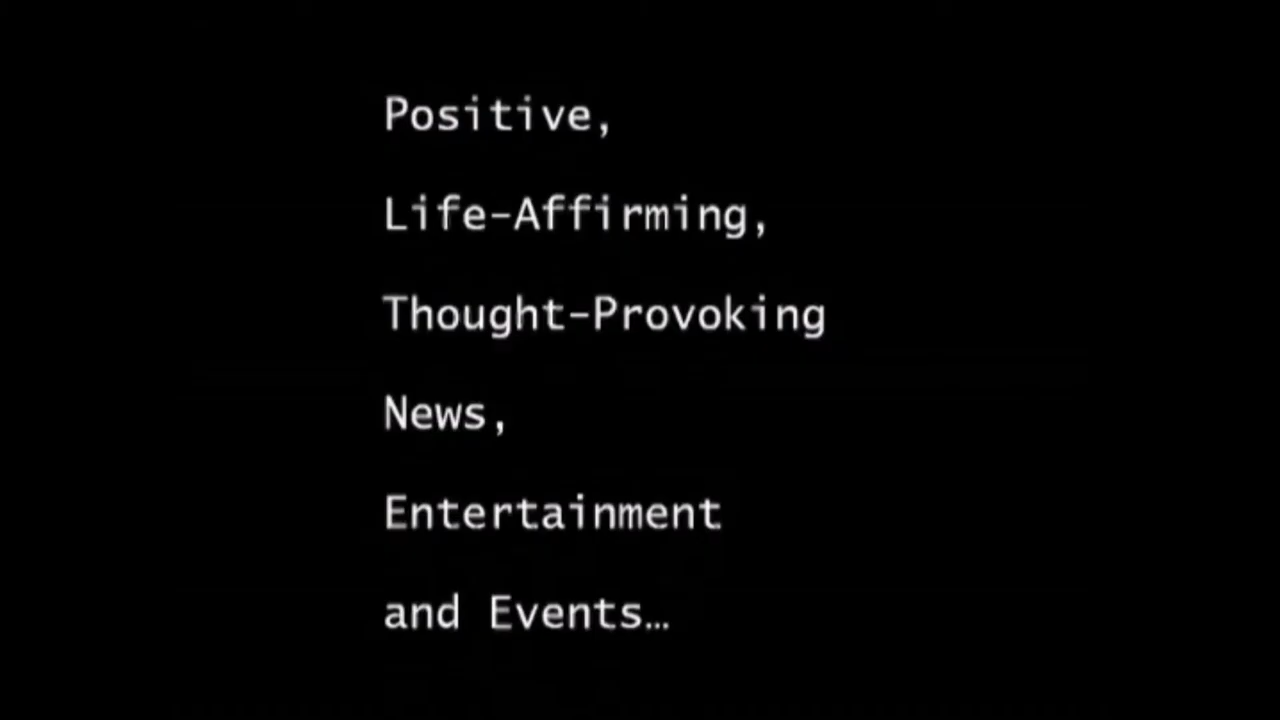 Positive,
Life-Affirming,
Thought-Provoking
News,
Entertainment
and Events…